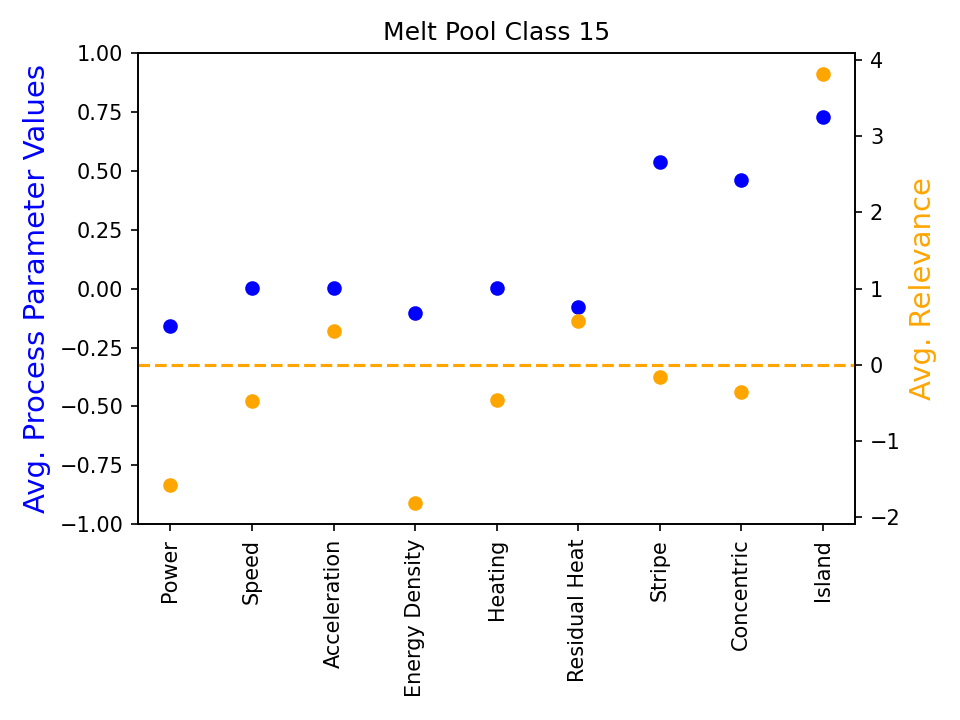 Melt Pool Class 15
Avg. Process Parameter Values
1.00
0.75
0.50
0.25
0.00
−0.25
−0.50
−0.75
−1.00
4
3
2
1
0
−1
−2
Avg. Relevance
Power
Speed
Acceleration
Energy Density
Heating
Residual Heat
Stripe
Concentric
Island